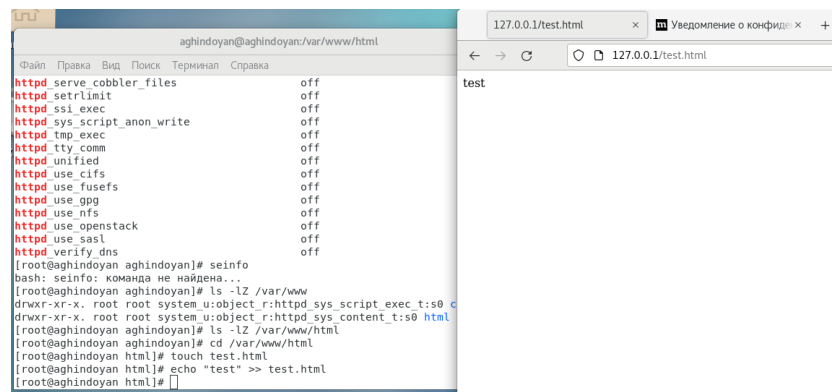 aghindoyan@aghindoyan:/var/www/html
Файл Правка Вид Поиск Терминал Справка
httpd_serve_cobbler_files off
httpd_setrlimit off
httpd_ssi_exec off
httpd_sys_script_anon_write off
httpd_tmp_exec off
httpd_tty_comm off
httpd_unified off
httpd_use_cifs off
httpd_use_fusefs off
httpd_use_gpg off
httpd_use_nfs off
httpd_use_openstack off
httpd_use_sasl off
httpd_verify_dns off
[root@aghindoyan aghindoyan]# seinfo
bash: seinfo: команда не найдена...
[root@aghindoyan aghindoyan]# ls -lZ /var/www
drwxr-xr-x. root root system_u:object_r:httpd_sys_script_exec_t:s0 c
drwxr-xr-x. root root system_u:object_r:httpd_sys_content_t:s0 html
[root@aghindoyan aghindoyan]# ls -lZ /var/www/html
[root@aghindoyan aghindoyan]# cd /var/www/html
[root@aghindoyan html]# touch test.html
[root@aghindoyan html]# echo "test" >> test.html
[root@aghindoyan html]#
127.0.0.1/test.html × m Уведомление о конфиде × +
127.0.0.1/test.html
test